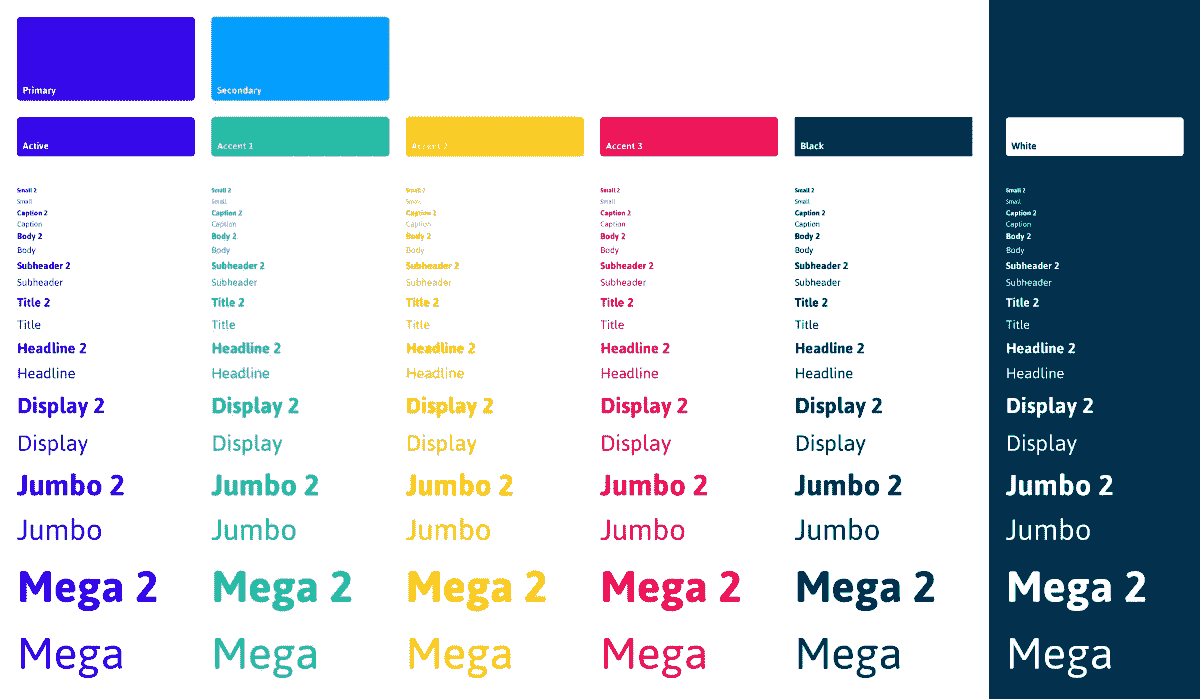 Primary Secondary
Active Accent 1 Accent 2 Accent 3 Black White
Small 2 Small 2 Small 2 Small 2 Small 2 Small 2
Small Small Small Small Small Small
Caption 2 Caption 2 Caption 2 Caption 2 Caption 2 Caption 2
Caption Caption Caption Caption Caption Caption
Body 2 Body 2 Body 2 Body 2 Body 2 Body 2
Body Body Body Body Body Body
Subheader 2 Subheader 2 Subheader 2 Subheader 2 Subheader 2 Subheader 2
Subheader Subheader Subheader Subheader Subheader Subheader
Title 2 Title 2 Title 2 Title 2 Title 2 Title 2
Title Title Title Title Title Title
Headline 2 Headline 2 Headline 2 Headline 2 Headline 2 Headline 2
Headline Headline Headline Headline Headline Headline
Display 2 Display 2 Display 2 Display 2 Display 2 Display 2
Display Display Display Display Display Display
Jumbo 2 Jumbo 2 Jumbo 2 Jumbo 2 Jumbo 2 Jumbo 2
Jumbo Jumbo Jumbo Jumbo Jumbo Jumbo
Mega 2 Mega 2 Mega 2 Mega 2 Mega 2 Mega 2
Mega Mega Mega Mega Mega Mega